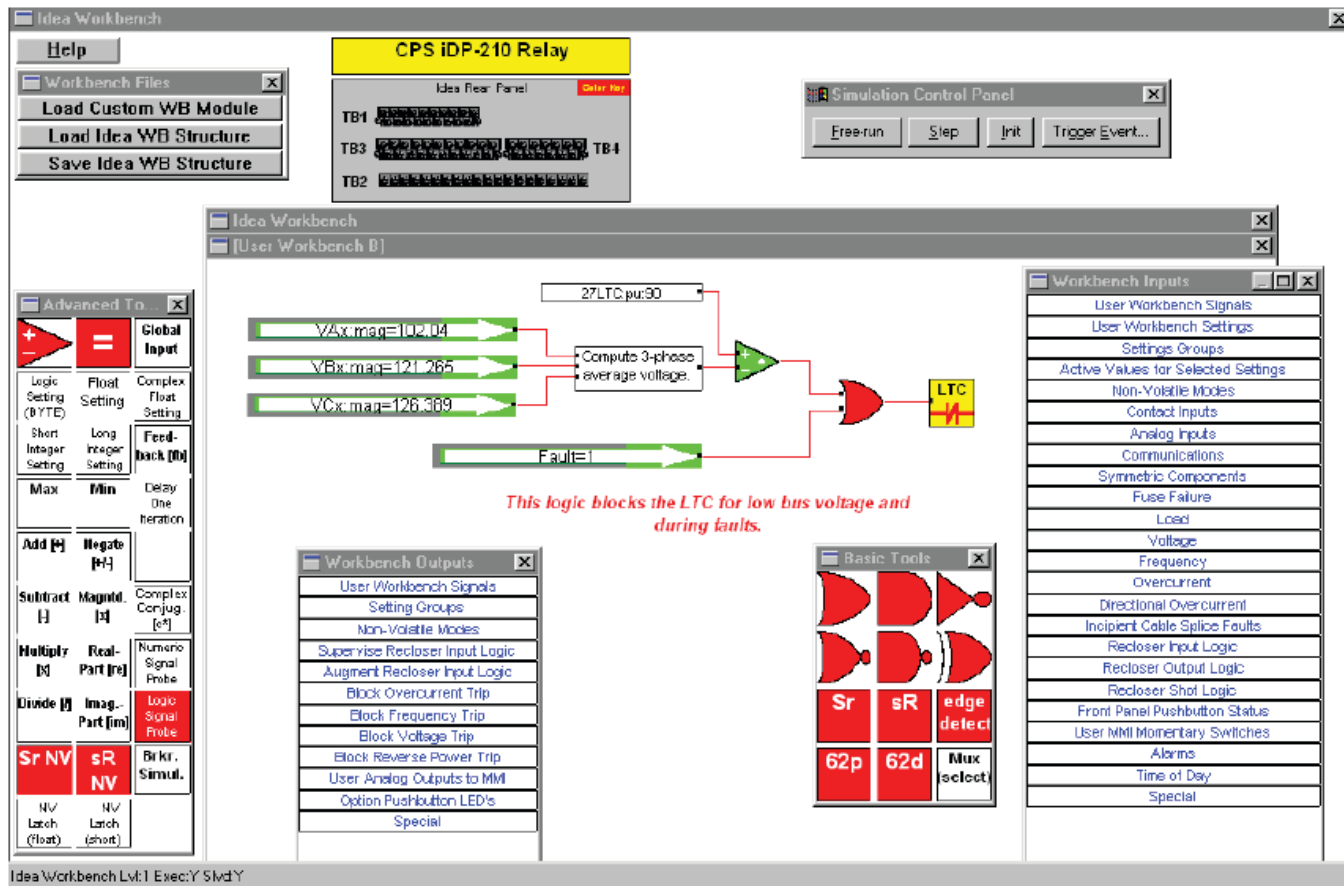 Idea Workbench
Help
CPS iDP-210 Relay
Workbench Files
Load Custom WB Module
Load Idea WB Structure
Save Idea WB Structure
Idea Rear Panel
Color Key
TB1
TB3
TB4
TB2
Simulation Control Panel
Free-run
Step
Init
Trigger Event...
Idea Workbench
[User Workbench B]
27LTC:pu:90
VAx:mag=102.04
VBx:mag=121.265
VCx:mag=126.389
Compute 3-phase
average voltage.
LTC
Fault=1
This logic blocks the LTC for low bus voltage and
during faults.
Advanced To...
Global
Input
Logic
Setting
(BYTE)
Float
Setting
Complex
Float
Setting
Short
Integer
Setting
Long
Integer
Setting
Feed-
back [fb]
Max
Min
Delay
One
Iteration
Add [+]
Negate
[+/-]
Subtract
[-]
Magntd.
[x]
Complex
Conjug.
[c*]
Multiply
[x]
Real-
Part [re]
Numeric
Signal
Probe
Divide [/]
Imag.-
Part [im]
Logic
Signal
Probe
Sr NV
sR
NV
Brkr.
Simul.
NV
Latch
(float)
NV
Latch
(short)
Workbench Outputs
User Workbench Signals
Setting Groups
Non-Volatile Modes
Supervise Recloser Input Logic
Augment Recloser Input Logic
Block Overcurrent Trip
Block Frequency Trip
Block Voltage Trip
Block Reverse Power Trip
User Analog Outputs to MMI
Option Pushbutton LED's
Special
Basic Tools
Sr
sR
edge
detect
62p
62d
Mux
(select)
Workbench Inputs
User Workbench Signals
User Workbench Settings
Settings Groups
Active Values for Selected Settings
Non-Volatile Modes
Contact Inputs
Analog Inputs
Communications
Symmetric Components
Fuse Failure
Load
Voltage
Frequency
Overcurrent
Directional Overcurrent
Incipient Cable Splice Faults
Recloser Input Logic
Recloser Output Logic
Recloser Shot Logic
Front Panel Pushbutton Status
User MMI Momentary Switches
Alarms
Time of Day
Special
Idea Workbench Lvl:1 Exec:Y Slvd:Y